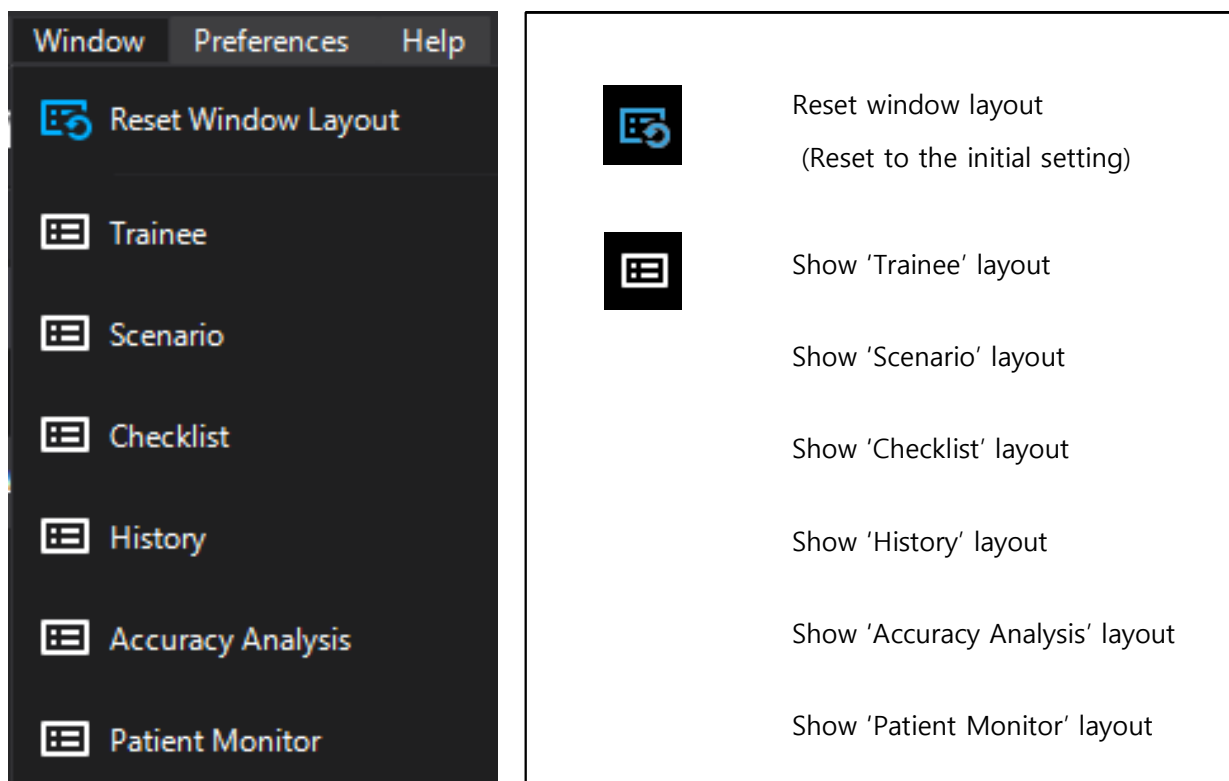 Window Preferences Help
Reset Window Layout
Trainee
Scenario
Checklist
History
Accuracy Analysis
Patient Monitor
Reset window layout
(Reset to the initial setting)
Show ‘Trainee’ layout
Show ‘Scenario’ layout
Show ‘Checklist’ layout
Show ‘History’ layout
Show ‘Accuracy Analysis’ layout
Show ‘Patient Monitor’ layout